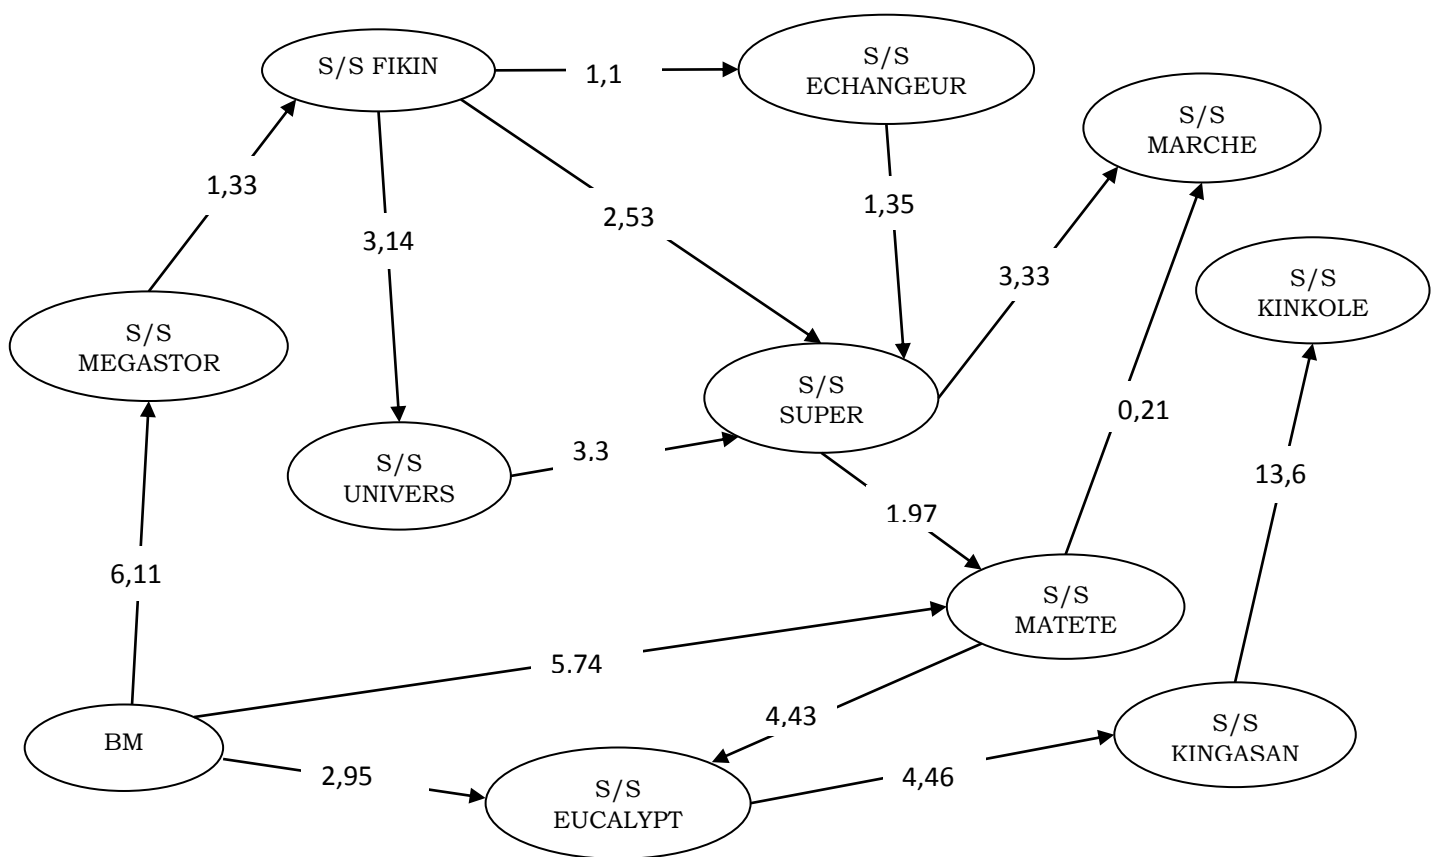 S/S FIKIN
1,1
S/S
ECHANGEUR
S/S
MARCHE
1,33
3,14
2,53
1,35
3,33
S/S
KINKOLE
S/S
MEGASTOR
S/S
SUPER
0,21
3.3
S/S
UNIVERS
13,6
1.97
6,11
S/S
MATETE
5.74
4,43
BM
2,95
S/S
EUCALYPT
4,46
S/S
KINGASAN